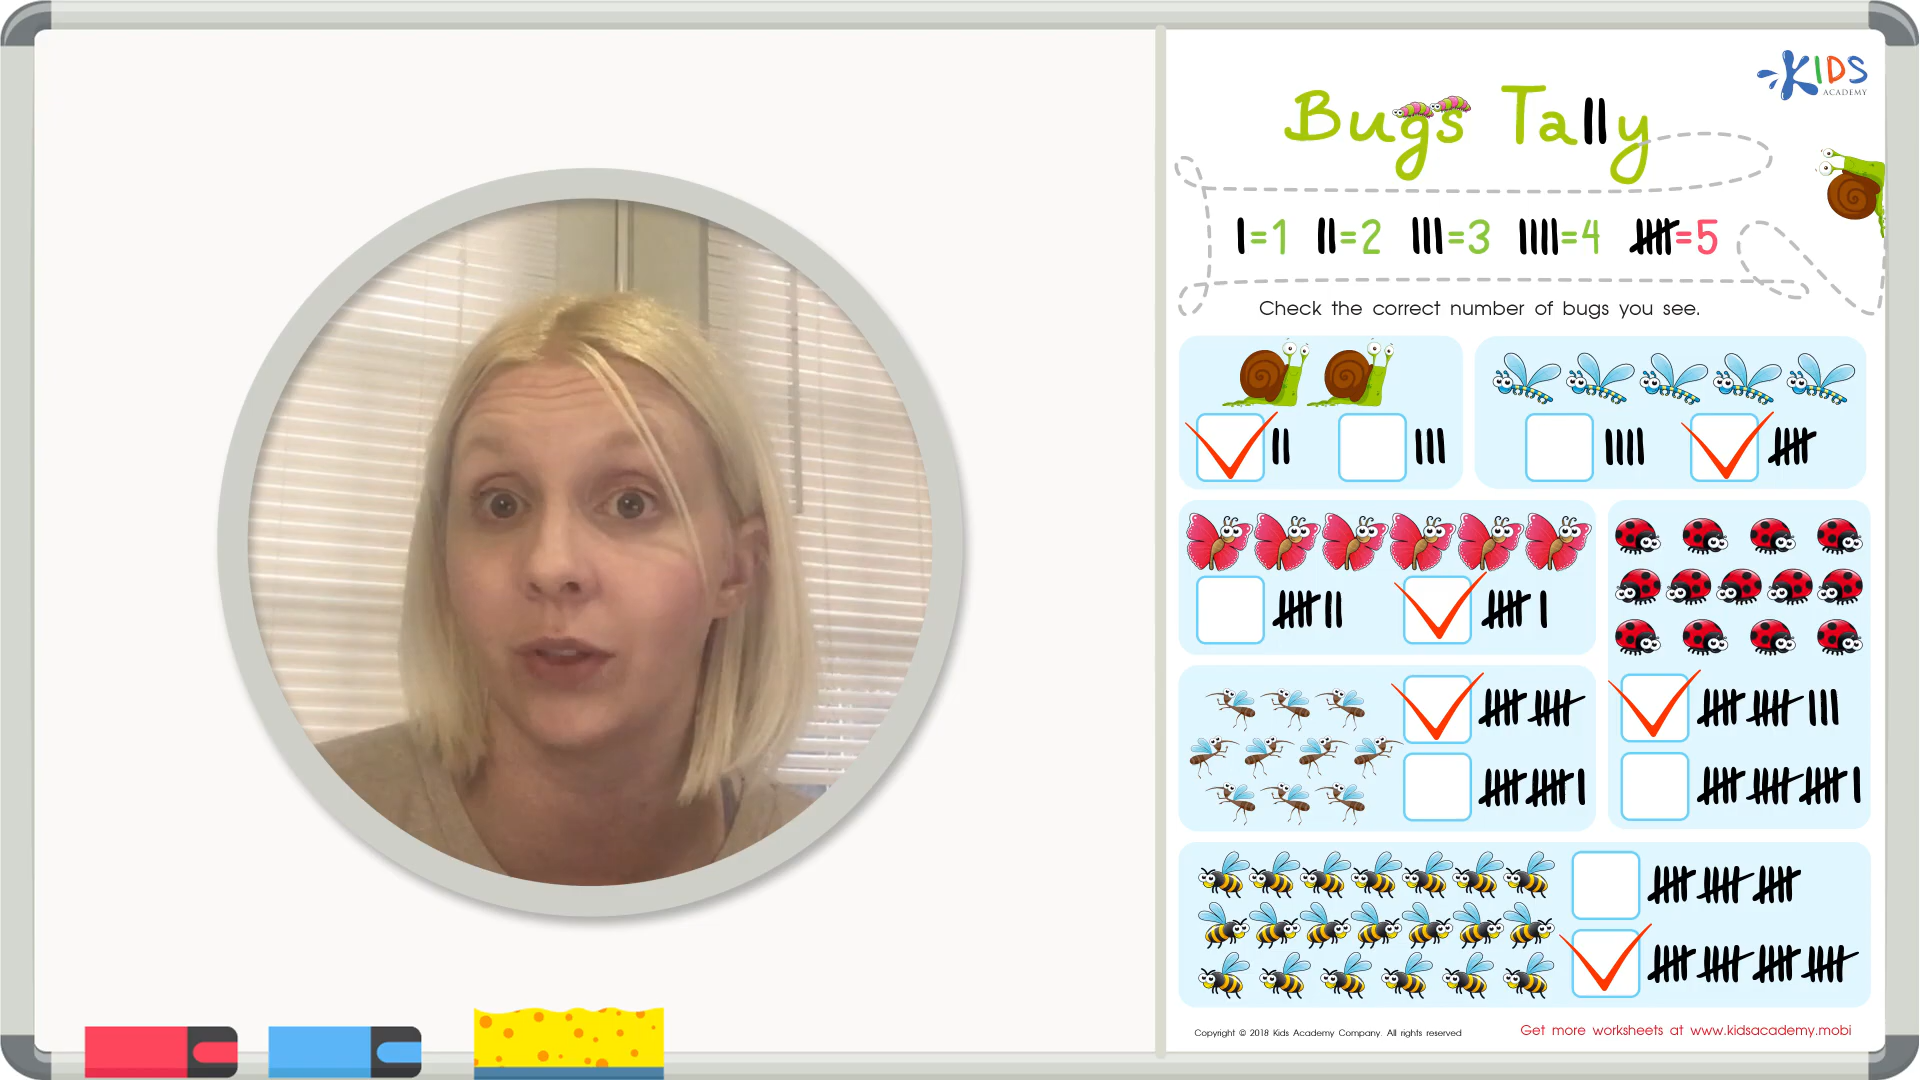 KIDS
ACADEMY
Bugs Tally
=1 =2 =3 =4 =5
Check the correct number of bugs you see.
Copyright © 2018 Kids Academy Company. All rights reserved
Get more worksheets at www.kidsacademy.mobi